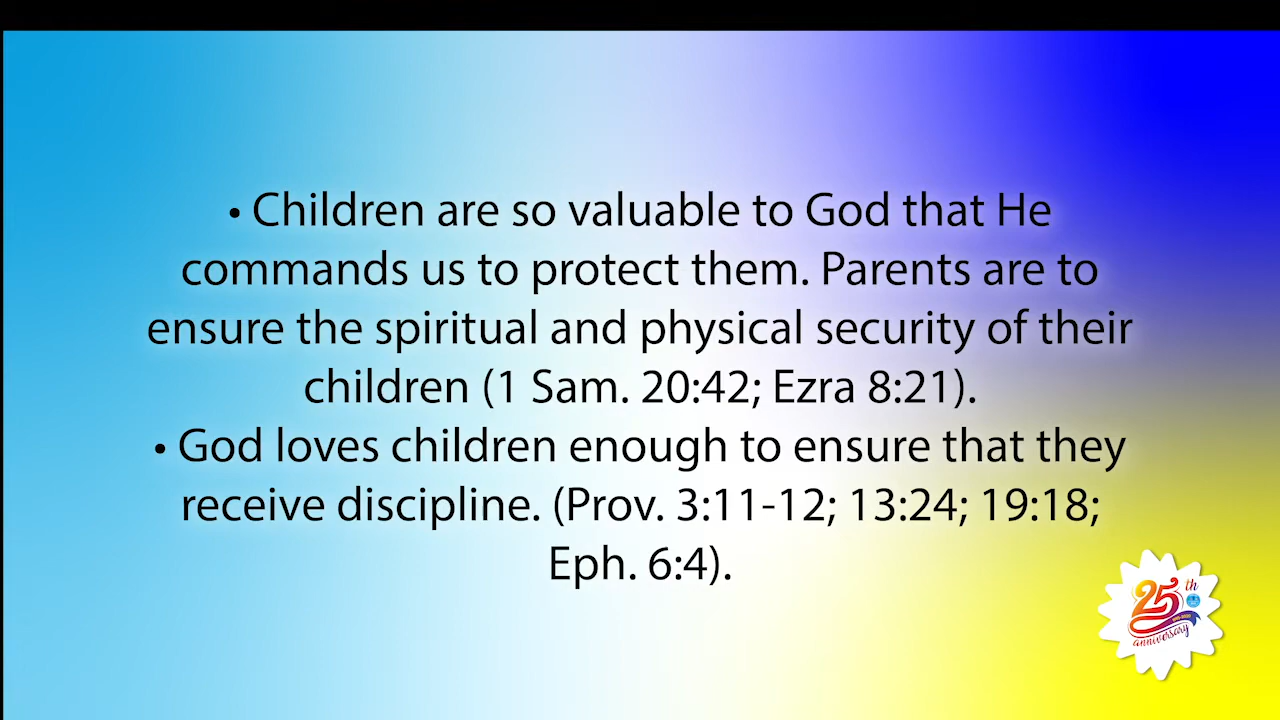 • Children are so valuable to God that He
commands us to protect them. Parents are to
ensure the spiritual and physical security of their
children (1 Sam. 20:42; Ezra 8:21).
• God loves children enough to ensure that they
receive discipline. (Prov. 3:11-12; 13:24; 19:18;
Eph. 6:4).
25th
anniversary